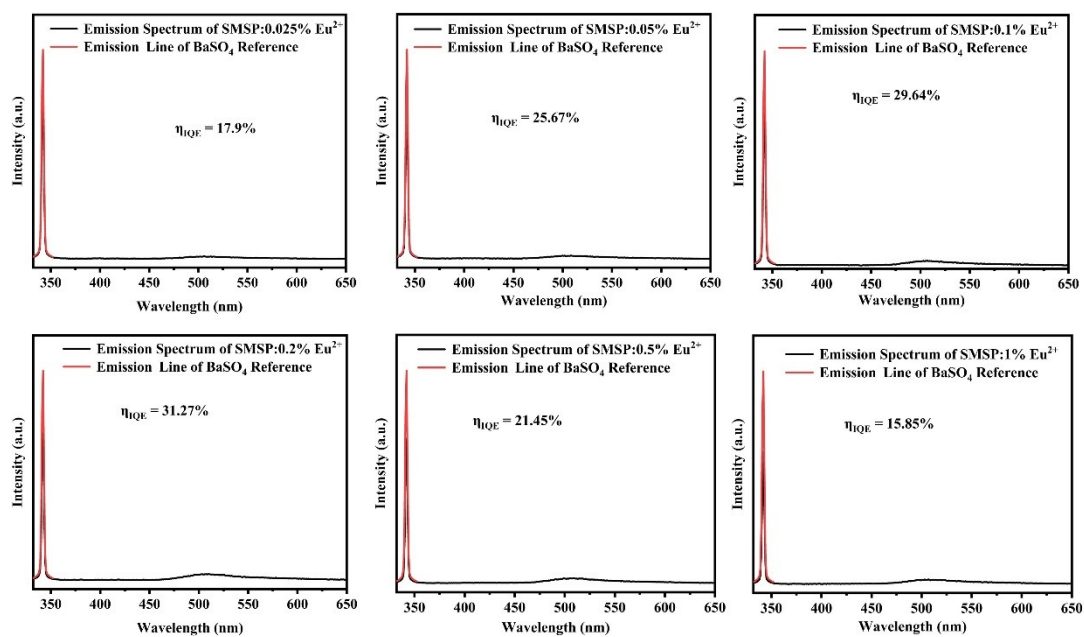 Emission Spectrum of SMSP:0.025% Eu²⁺
Emission Line of BaSO₄ Reference
η_IQE = 17.9%
Intensity (a.u.)
350 400 450 500 550 600 650
Wavelength (nm)
Emission Spectrum of SMSP:0.05% Eu²⁺
Emission Line of BaSO₄ Reference
η_IQE = 25.67%
Intensity (a.u.)
350 400 450 500 550 600 650
Wavelength (nm)
Emission Spectrum of SMSP:0.1% Eu²⁺
Emission Line of BaSO₄ Reference
η_IQE = 29.64%
Intensity (a.u.)
350 400 450 500 550 600 650
Wavelength (nm)
Emission Spectrum of SMSP:0.2% Eu²⁺
Emission Line of BaSO₄ Reference
η_IQE = 31.27%
Intensity (a.u.)
350 400 450 500 550 600 650
Wavelength (nm)
Emission Spectrum of SMSP:0.5% Eu²⁺
Emission Line of BaSO₄ Reference
η_IQE = 21.45%
Intensity (a.u.)
350 400 450 500 550 600 650
Wavelength (nm)
Emission Spectrum of SMSP:1% Eu²⁺
Emission Line of BaSO₄ Reference
η_IQE = 15.85%
Intensity (a.u.)
350 400 450 500 550 600 650
Wavelength (nm)